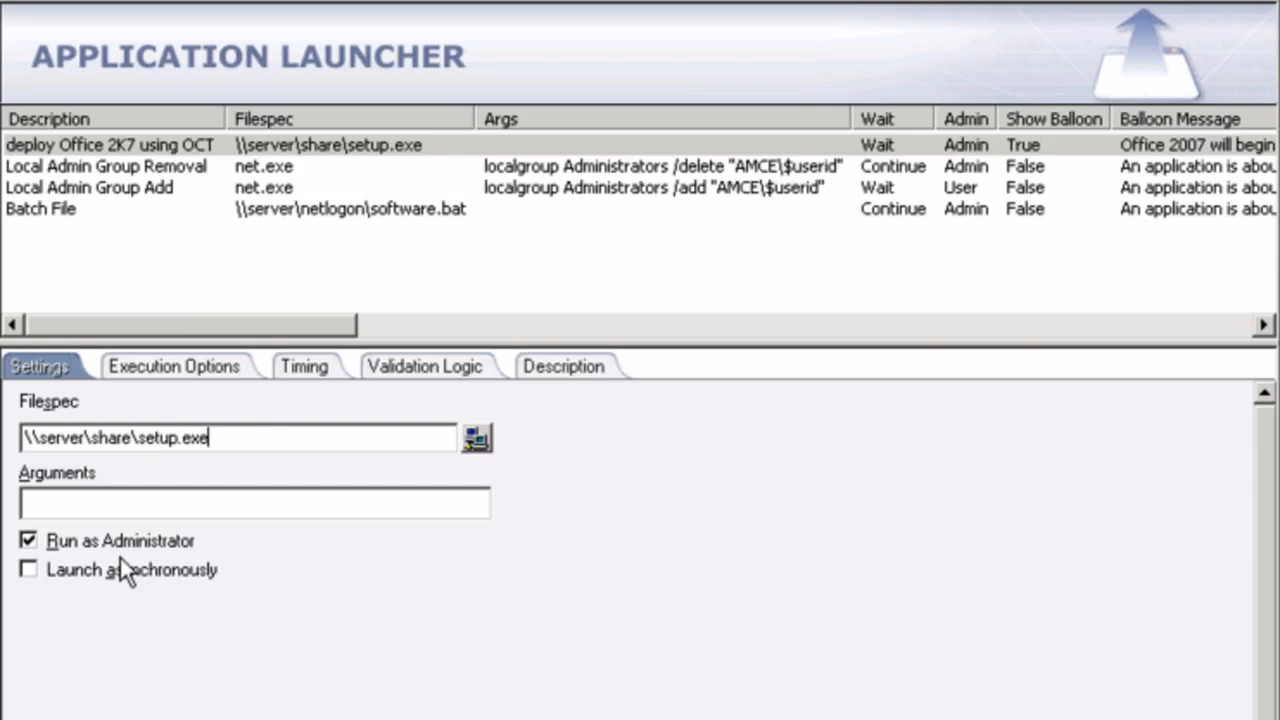 APPLICATION LAUNCHER
Description Filespec Args Wait Admin Show Balloon Balloon Message
deploy Office 2K7 using OCT \\server\share\setup.exe Wait Admin True Office 2007 will begin
Local Admin Group Removal net.exe localgroup Administrators /delete "AMCE\$userid" Continue Admin False An application is abou
Local Admin Group Add net.exe localgroup Administrators /add "AMCE\$userid" Wait User False An application is abou
Batch File \\server\netlogon\software.bat Continue Admin False An application is abou
Settings Execution Options Timing Validation Logic Description
Filespec
\\server\share\setup.exe
Arguments
Run as Administrator
Launch asynchronously